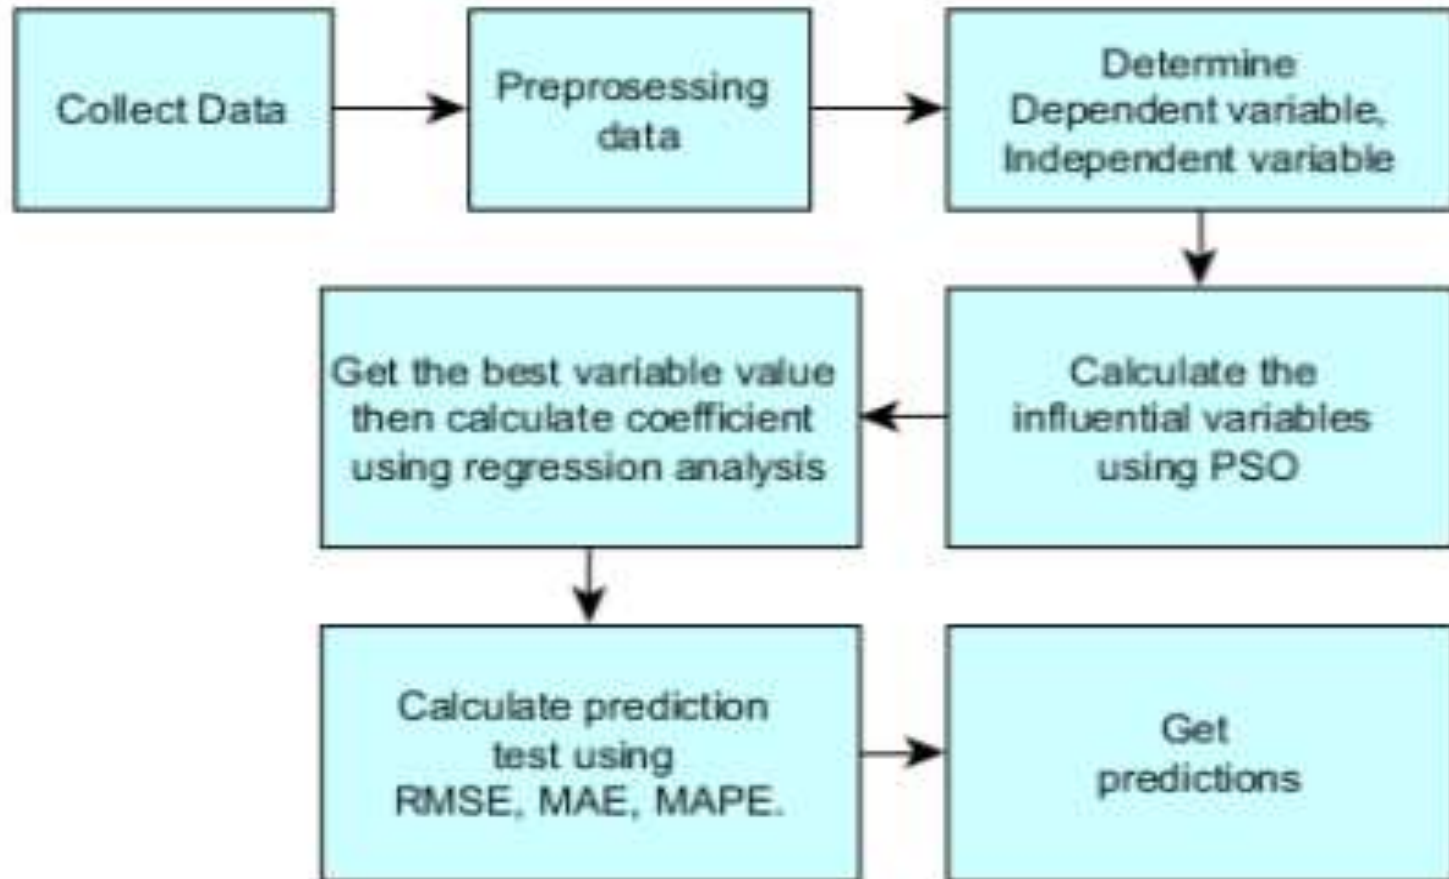 Collect Data
Preprosessing
data
Determine
Dependent variable,
Independent variable
Calculate the
influential variables
using PSO
Get the best variable value
then calculate coefficient
using regression analysis
Calculate prediction
test using
RMSE, MAE, MAPE.
Get
predictions